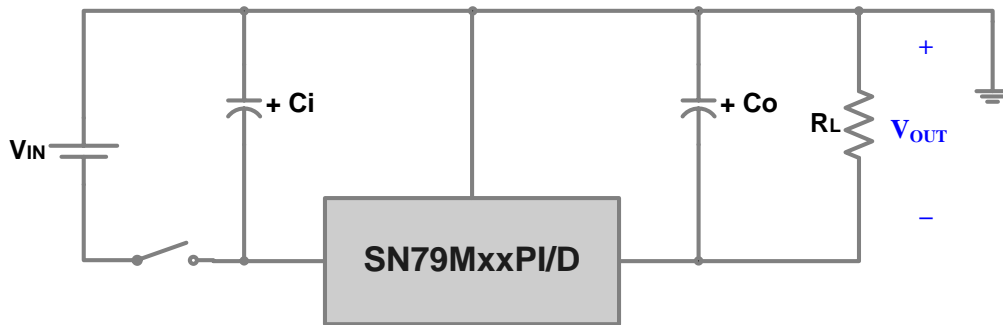 +
+ Ci
+ Co
RL
VOUT
VIN
−
SN79MxxPI/D